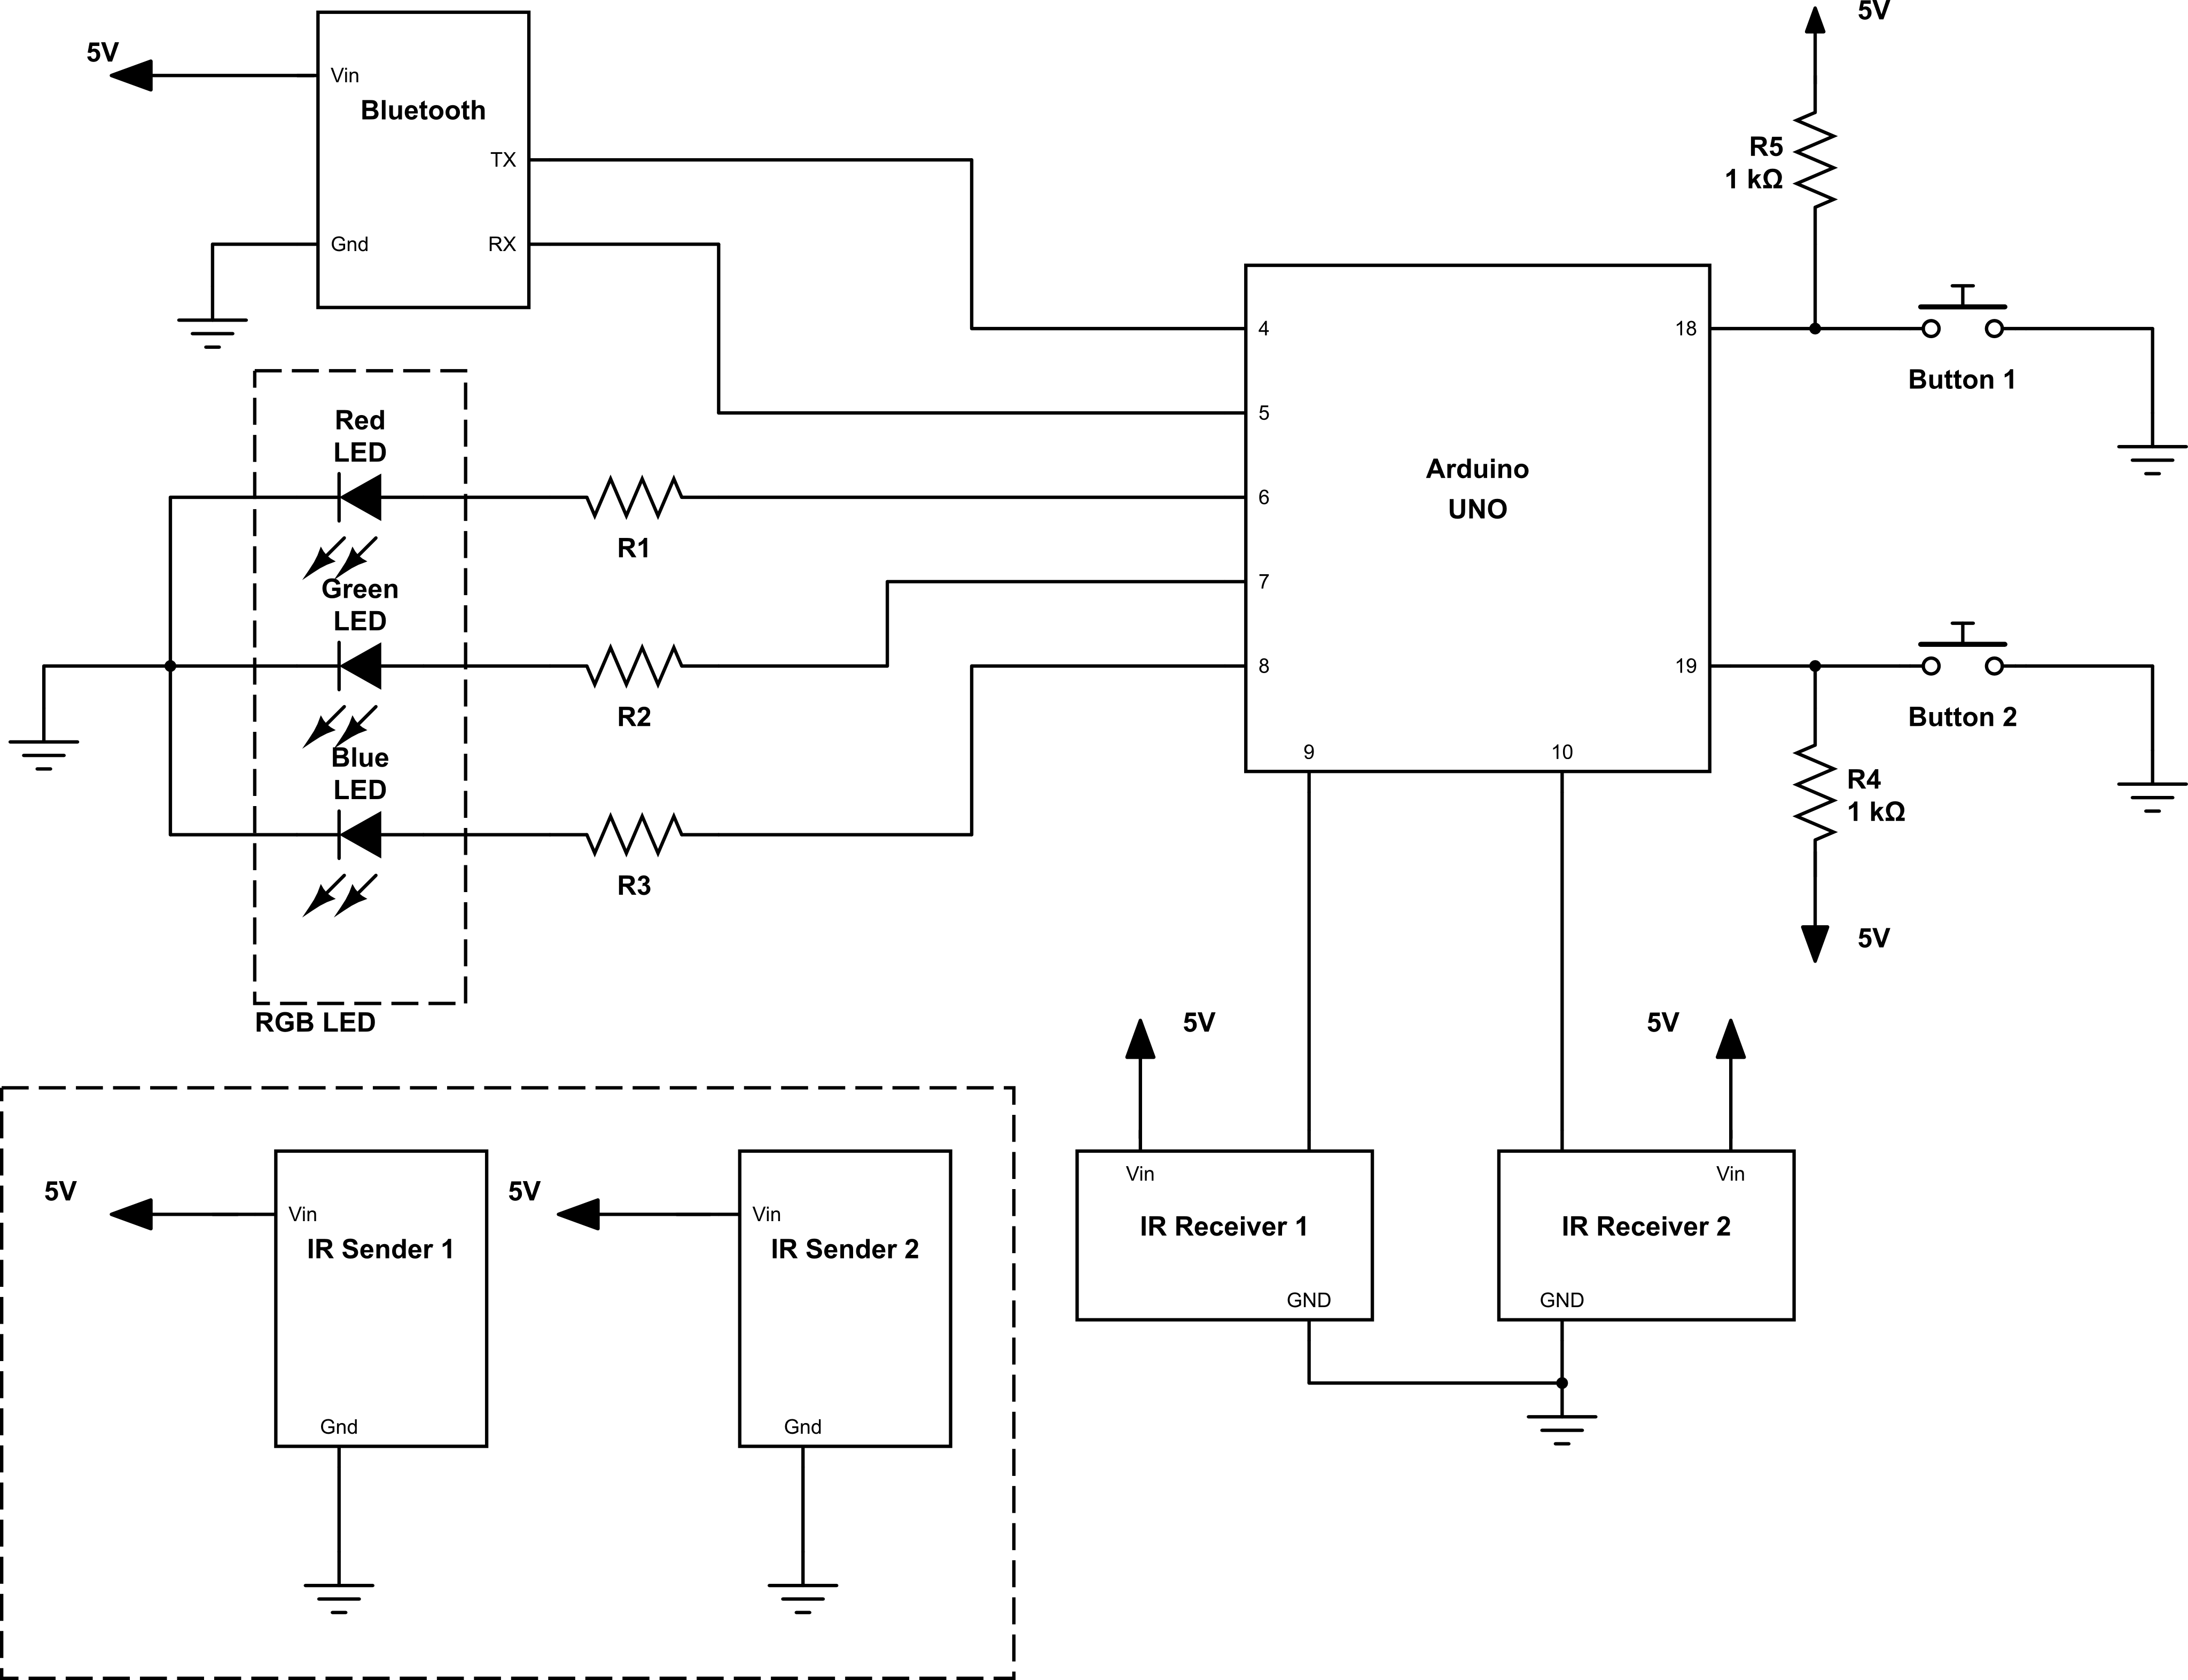 5V
Vin
Bluetooth
TX
Gnd
RX
5V
R5
1 kΩ
Red
LED
R1
Green
LED
R2
Blue
LED
R3
RGB LED
4
5
6
7
8
9
10
18
19
Arduino
UNO
Button 1
Button 2
R4
1 kΩ
5V
5V
Vin
IR Sender 1
Gnd
5V
Vin
IR Sender 2
Gnd
5V
Vin
IR Receiver 1
GND
5V
Vin
IR Receiver 2
GND